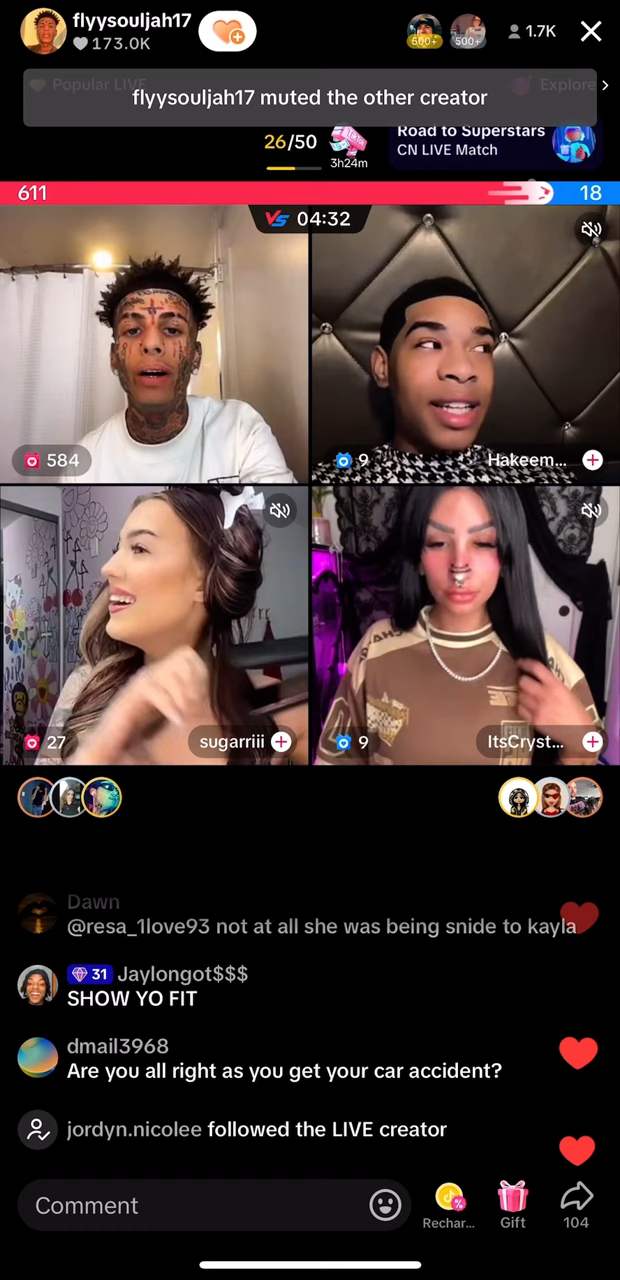 flyysouljah17
173.0K
600+
500+
1.7K
Popular LIVE
Explore
flyysouljah17 muted the other creator
26/50
3h24m
Road to Superstars
CN LIVE Match
611
18
VS 04:32
584
9
Hakeem...
27
sugarriii
9
ItsCryst...
Dawn
@resa_1love93 not at all she was being snide to kayla
31 Jaylongot$$$
SHOW YO FIT
dmail3968
Are you all right as you get your car accident?
jordyn.nicolee followed the LIVE creator
Comment
Rechar...
Gift
104